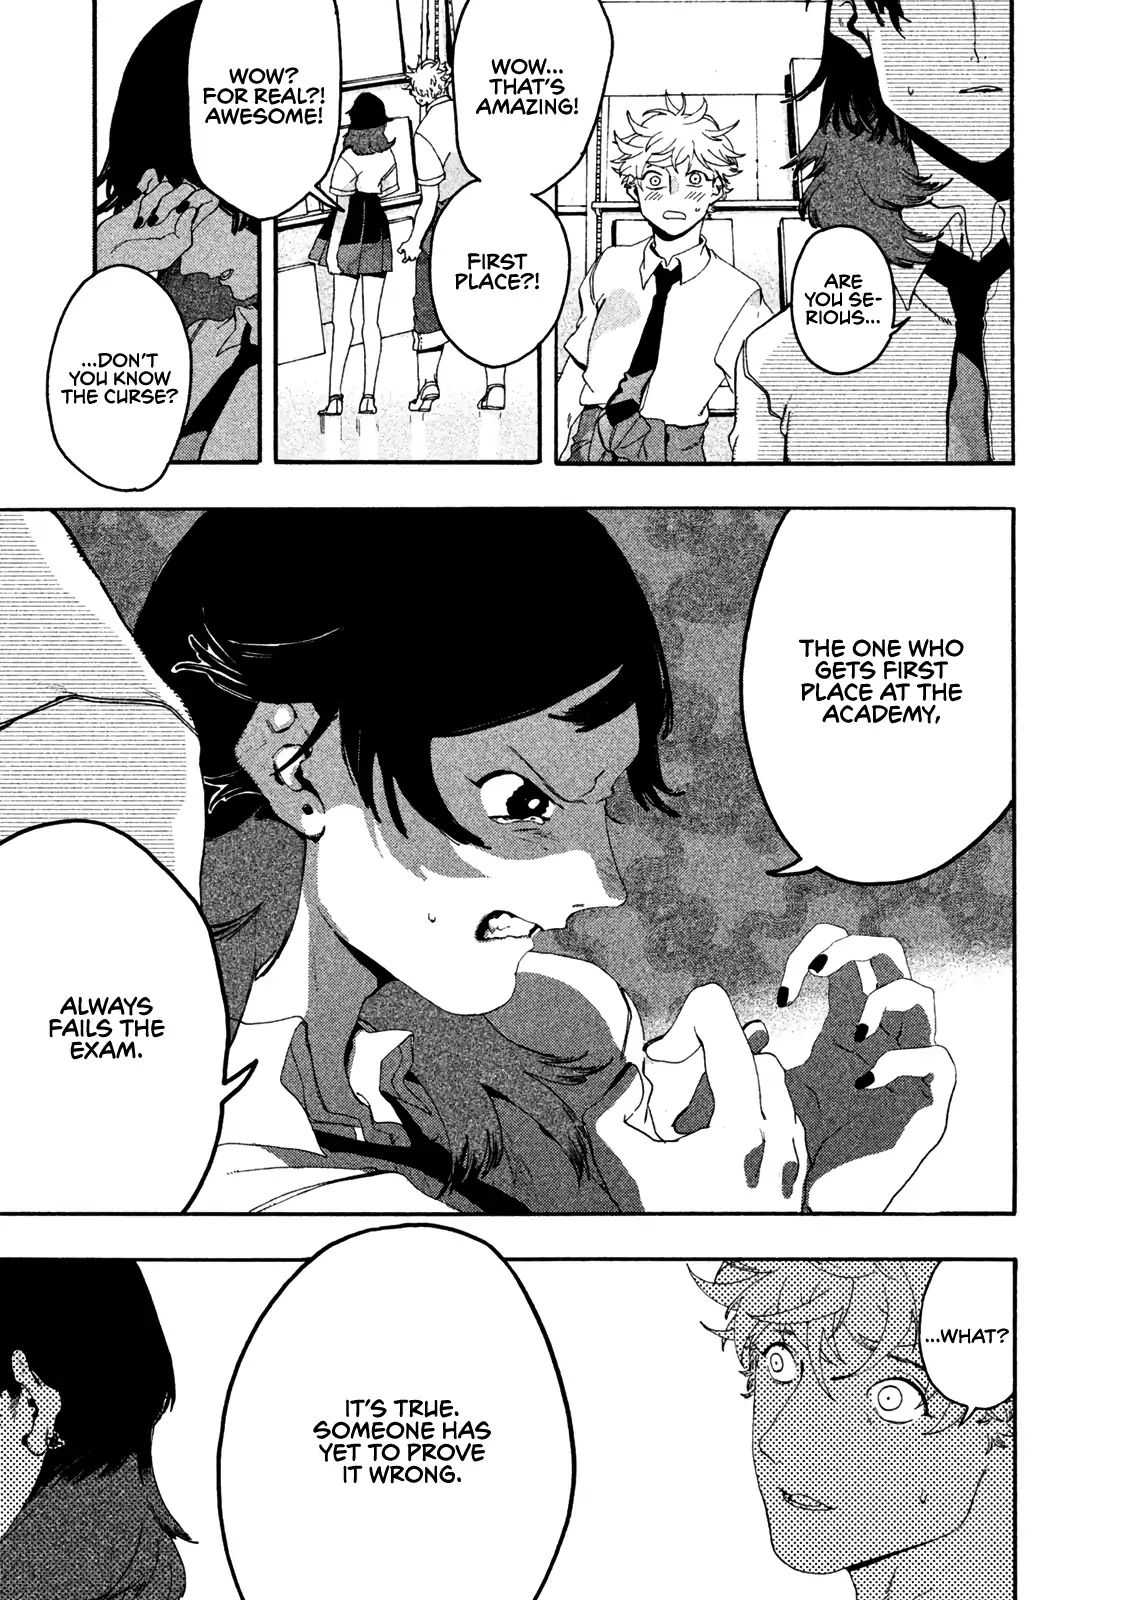 ARE
YOU SE-
RIOUS...
WOW...
THAT'S
AMAZING!
FIRST
PLACE?!
WOW?
FOR REAL?!
AWESOME!
...DON'T
YOU KNOW
THE CURSE?
THE ONE WHO
GETS FIRST
PLACE AT THE
ACADEMY,
ALWAYS
FAILS THE
EXAM.
...WHAT?
IT'S TRUE.
SOMEONE HAS
YET TO PROVE
IT WRONG.